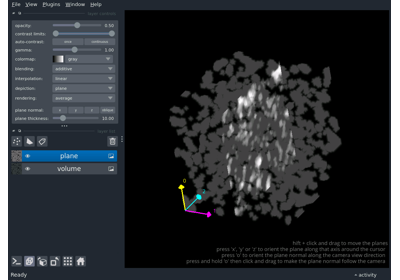 File View Plugins Window Help
opacity: 0.50
contrast limits:
auto-contrast: once continuous
gamma: 1.00
colormap: gray
blending: additive
interpolation: linear
depiction: plane
rendering: average
plane normal: x y z oblique
plane thickness: 10.00
plane
volume
0
hift + click and drag to move the planes
press 'x', 'y' or 'z' to orient the plane along that axis around the cursor
press 'o' to orient the plane normal along the camera view direction
press and hold 'o' then click and drag to make the plane normal follow the camera
Ready
activity